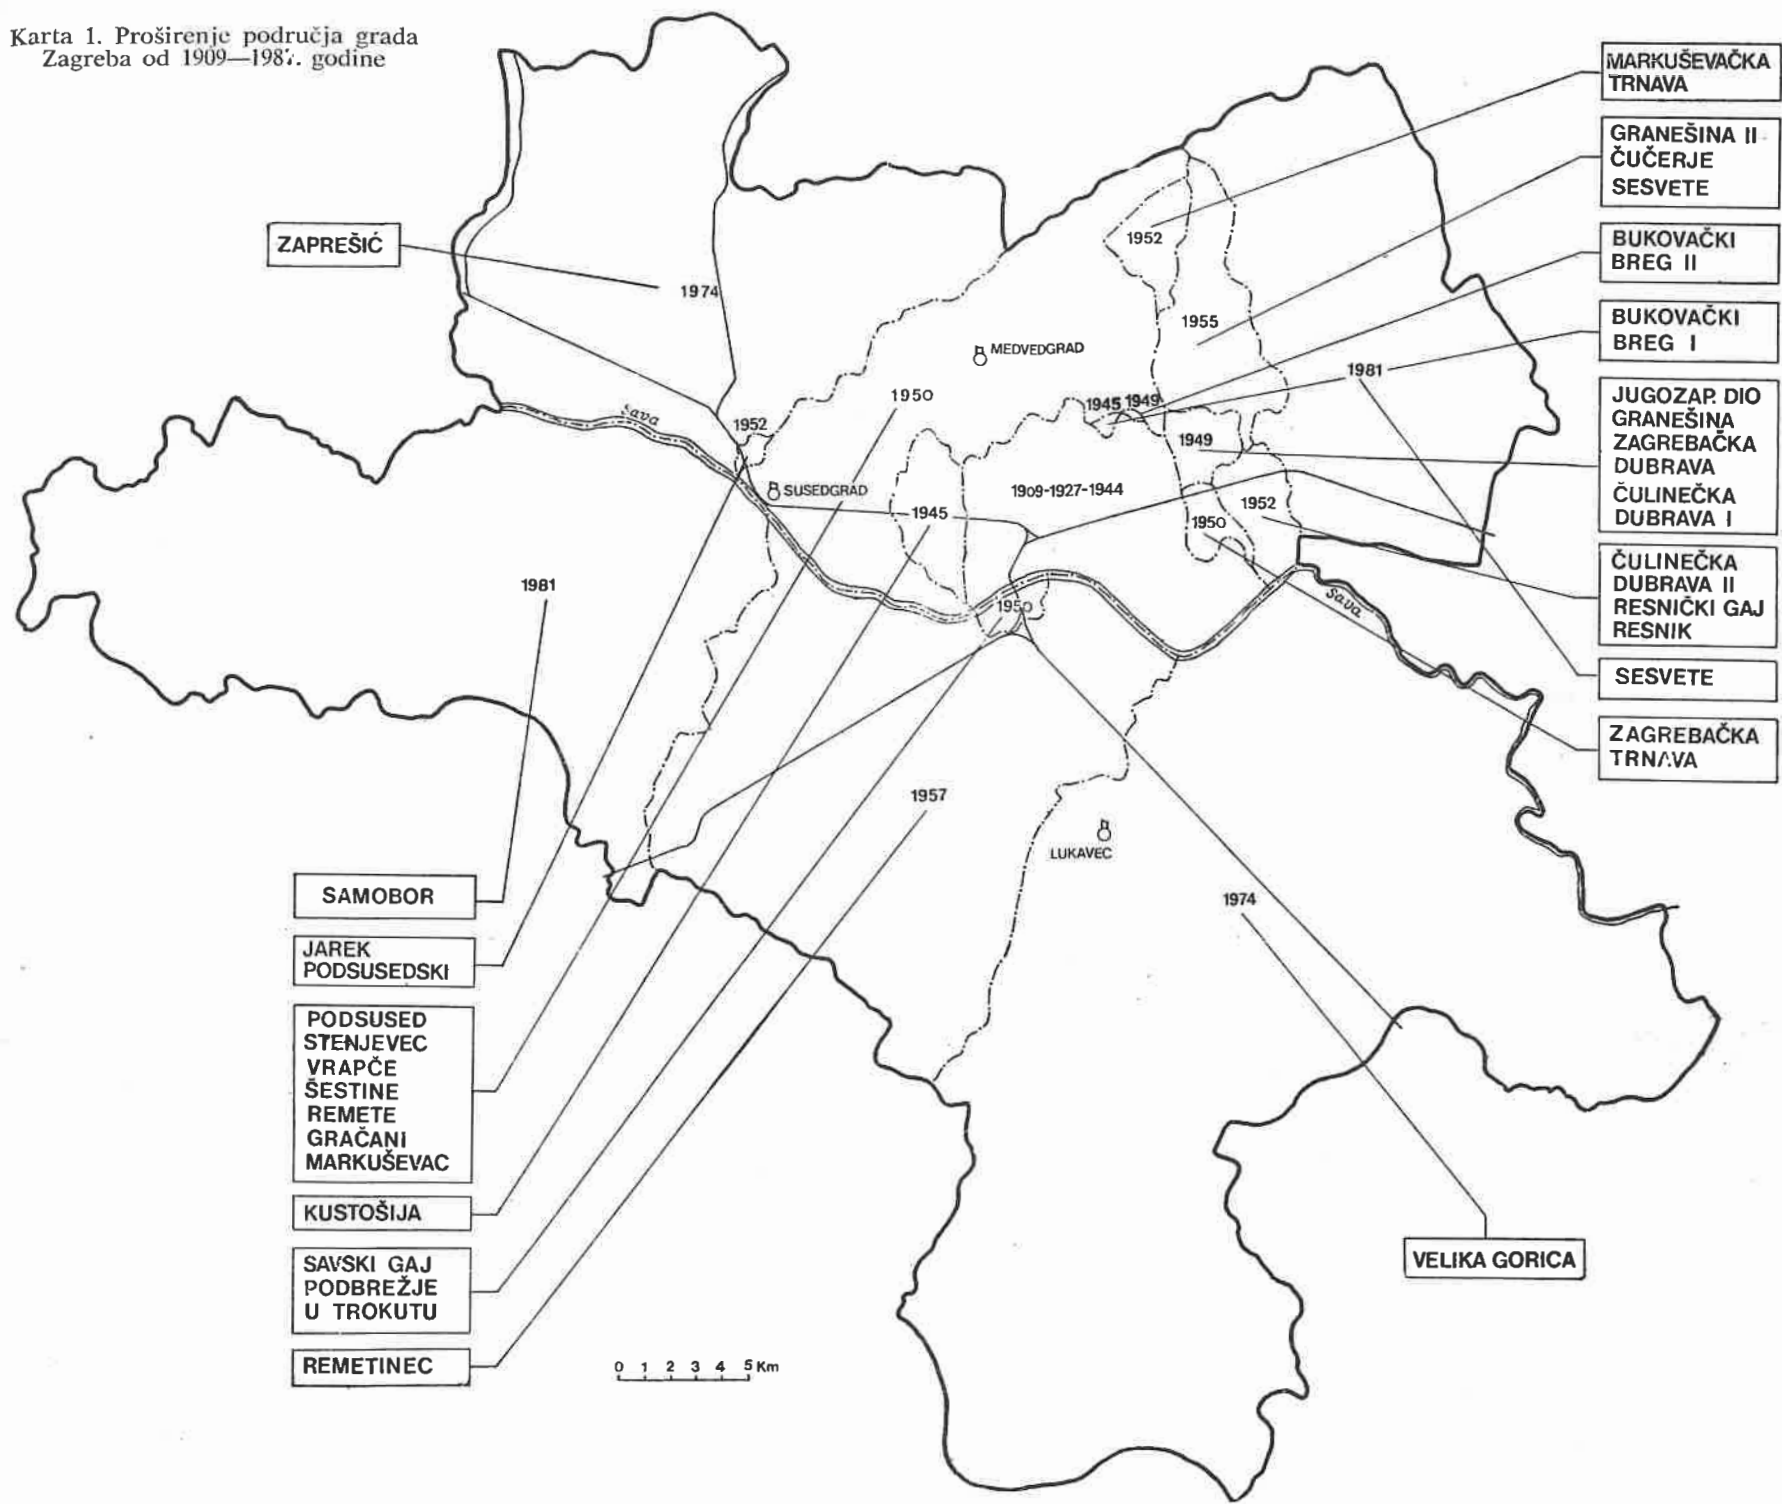 Karta 1. Proširenje područja grada
Zagreba od 1909—198 . godine
MARKUŠEVAČKA
TRNAVA
GRANEŠINA II
ČUČERJE
SESVETE
BUKOVAČKI
BREG II
BUKOVAČKI
BREG I
JUGOZAP. DIO
GRANEŠINA
ZAGREBAČKA
DUBRAVA
ČULINEČKA
DUBRAVA I
ČULINEČKA
DUBRAVA II
RESNIČKI GAJ
RESNIK
SESVETE
ZAGREBAČKA
TRNAVA
ZAPREŠIĆ
1974
1952
1955
MEDVEDGRAD
1981
1950
1945
1949
1952
Sava
1949
SUSEDGRAD
1909-1927-1944
1945
1952
1950
1981
1950
Sava
1957
LUKAVEC
1974
SAMOBOR
JAREK
PODSUSEDSKI
PODSUSED
STENJEVEC
VRAPČE
ŠESTINE
REMETE
GRAČANI
MARKUŠEVAC
KUSTOŠIJA
SAVSKI GAJ
PODBREŽJE
U TROKUTU
REMETINEC
VELIKA GORICA
0 1 2 3 4 5 Km